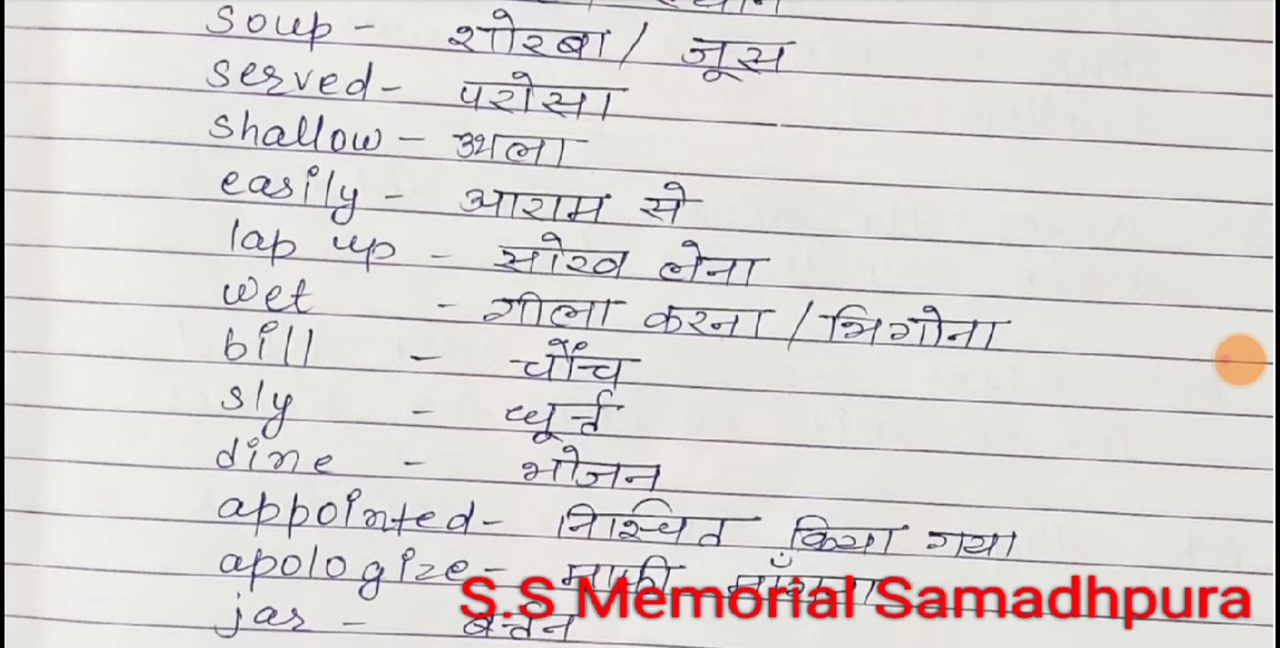 soup - शोरबा / जूस
served - परोसा
shallow - उथला
easily - आराम से
lap up - सोख लेना
wet - गीला करना / भिगोना
bill - चोंच
sly - धूर्त
dine - भोजन
appointed - निश्चित किया गया
apologize - माफी माँगना
jar - बर्तन
S.S Memorial Samadhpura